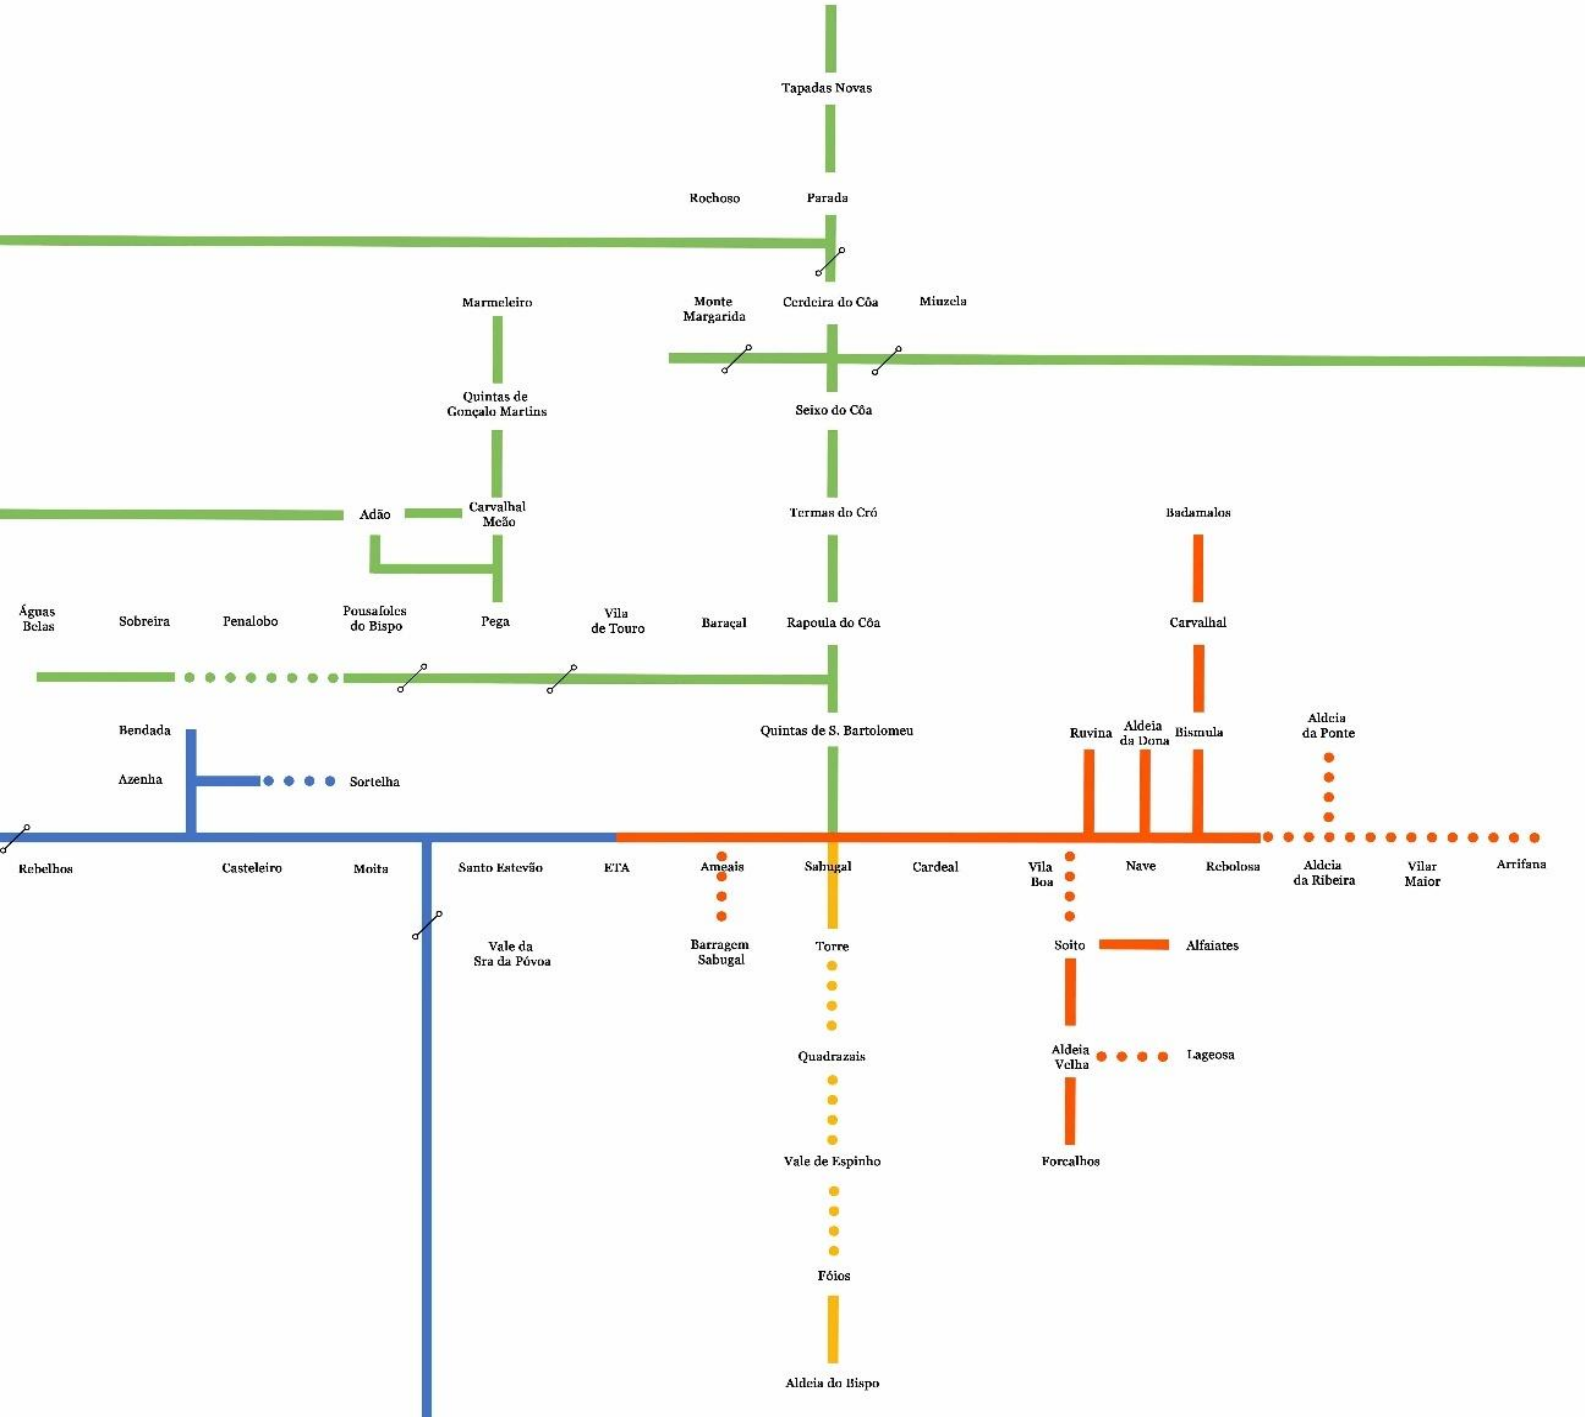 Tapadas Novas
Rochoso
Parada
Marmeleiro
Monte
Margarida
Cerdeira do Côa
Miuzela
Quintas de
Gonçalo Martins
Seixo do Côa
Adão
Carvalhal
Meão
Termas do Cró
Badamalos
Águas
Belas
Sobreira
Penalobo
Pousafoles
do Bispo
Pega
Vila
de Touro
Baraçal
Rapoula do Côa
Carvalhal
Bendada
Quintas de S. Bartolomeu
Ruvina
Aldeia
da Dona
Bismula
Aldeia
da Ponte
Azenha
Sortelha
Rebelhos
Casteleiro
Moita
Santo Estevão
ETA
Ameais
Sabugal
Cardeal
Vila
Boa
Nave
Rebolosa
Aldeia
da Ribeira
Vilar
Maior
Arrifana
Vale da
Sra da Póvoa
Barragem
Sabugal
Torre
Soito
Alfaiates
Quadrazais
Aldeia
Velha
Lageosa
Vale de Espinho
Forcalhos
Fóios
Aldeia do Bispo